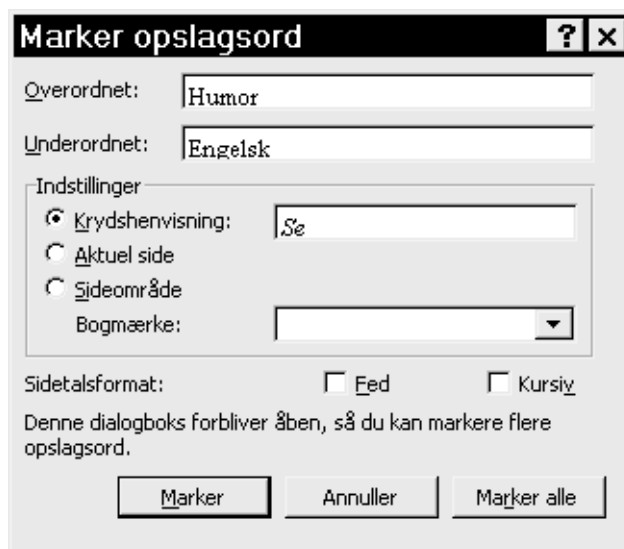 Marker opslagsord ? ×
Overordnet: Humor
Underordnet: Engelsk
Indstillinger
Krydshenvisning: Se
Aktuel side
Sideområde
Bogmærke:
Sidetalsformat: Fed Kursiv
Denne dialogboks forbliver åben, så du kan markere flere
opslagsord.
Marker Annuller Marker alle